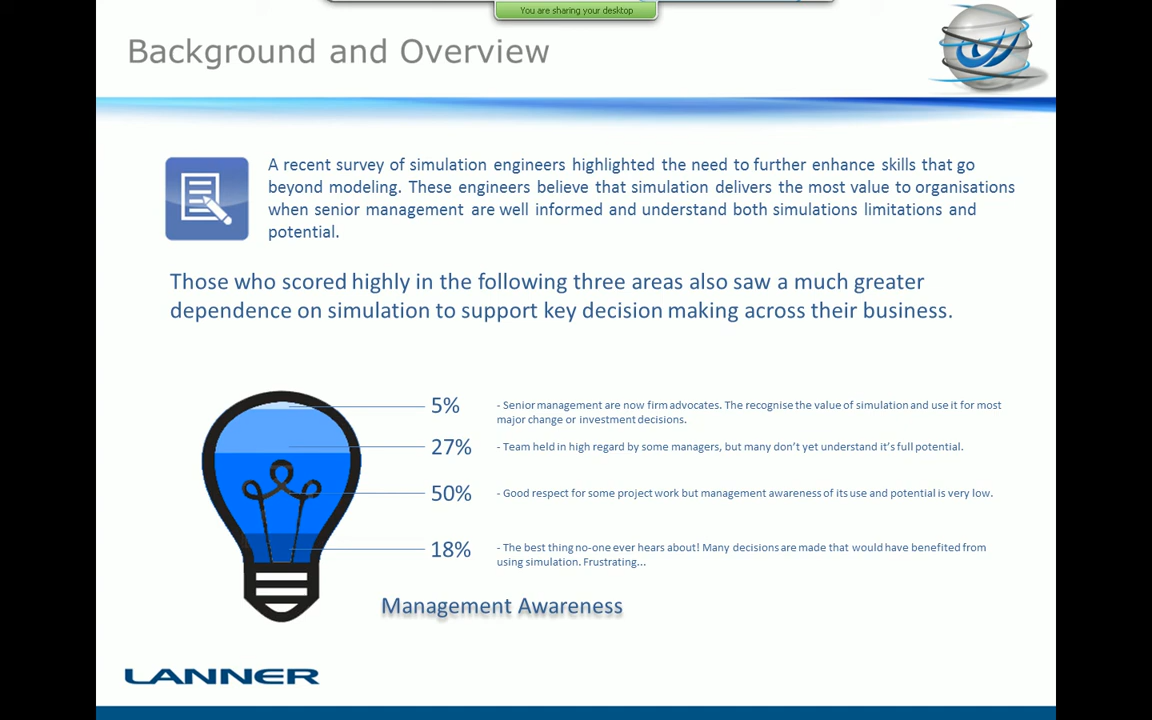 You are sharing your desktop
Background and Overview
A recent survey of simulation engineers highlighted the need to further enhance skills that go
beyond modeling. These engineers believe that simulation delivers the most value to organisations
when senior management are well informed and understand both simulations limitations and
potential.
Those who scored highly in the following three areas also saw a much greater
dependence on simulation to support key decision making across their business.
5%
- Senior management are now firm advocates. The recognise the value of simulation and use it for most
major change or investment decisions.
27%
- Team held in high regard by some managers, but many don't yet understand it's full potential.
50%
- Good respect for some project work but management awareness of its use and potential is very low.
18%
- The best thing no-one ever hears about! Many decisions are made that would have benefited from
using simulation. Frustrating...
Management Awareness
LANNER